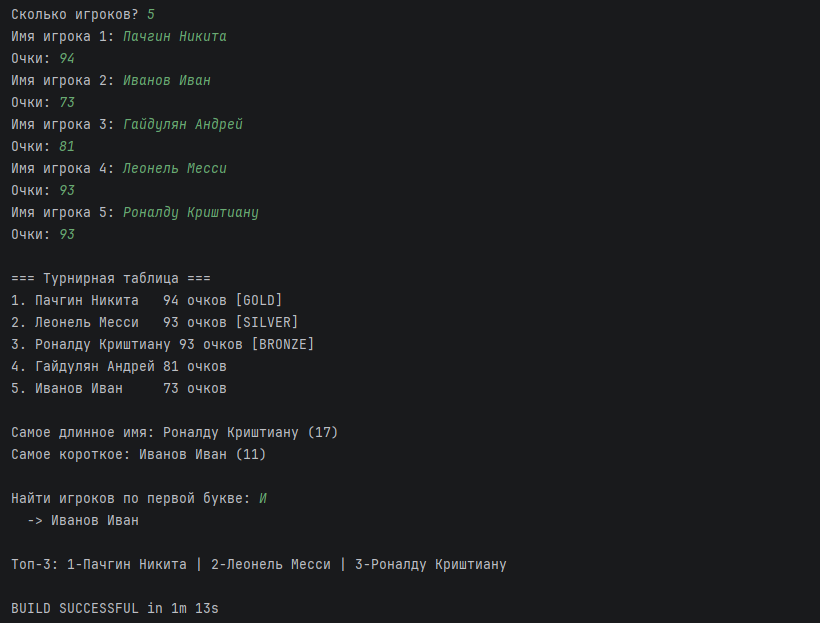 Сколько игроков? 5
Имя игрока 1: Пачгин Никита
Очки: 94
Имя игрока 2: Иванов Иван
Очки: 73
Имя игрока 3: Гайдулян Андрей
Очки: 81
Имя игрока 4: Леонель Месси
Очки: 93
Имя игрока 5: Роналду Криштиану
Очки: 93
=== Турнирная таблица ===
1. Пачгин Никита   94 очков [GOLD]
2. Леонель Месси   93 очков [SILVER]
3. Роналду Криштиану 93 очков [BRONZE]
4. Гайдулян Андрей 81 очков
5. Иванов Иван     73 очков
Самое длинное имя: Роналду Криштиану (17)
Самое короткое: Иванов Иван (11)
Найти игроков по первой букве: И
  -> Иванов Иван
Топ-3: 1-Пачгин Никита | 2-Леонель Месси | 3-Роналду Криштиану
BUILD SUCCESSFUL in 1m 13s